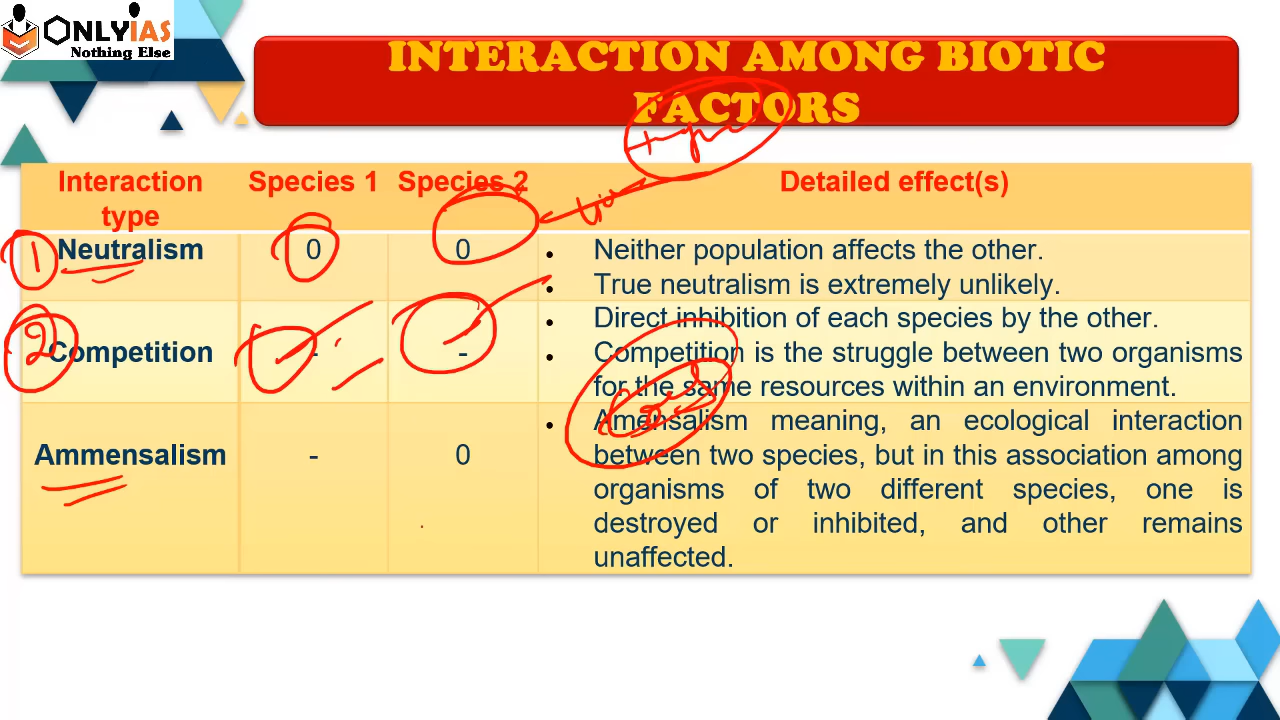 ONLYIAS
Nothing Else
INTERACTION AMONG BIOTIC
FACTORS
Interaction type
Species 1
Species 2
Detailed effect(s)
1
Neutralism
0
0
• Neither population affects the other.
• True neutralism is extremely unlikely.
2
Competition
-
-
• Direct inhibition of each species by the other.
• Competition is the struggle between two organisms
for the same resources within an environment.
Ammensalism
-
0
• Amensalism meaning, an ecological interaction
between two species, but in this association among
organisms of two different species, one is
destroyed or inhibited, and other remains
unaffected.